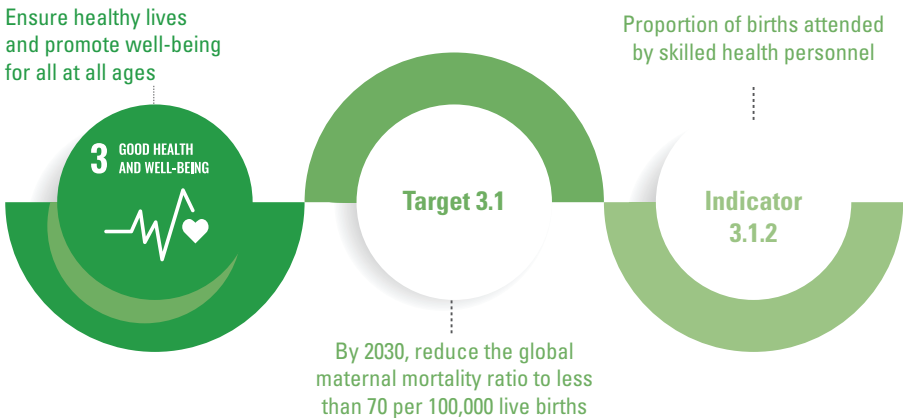 Ensure healthy lives
and promote well-being
for all at all ages
3 GOOD HEALTH
AND WELL-BEING
Target 3.1
By 2030, reduce the global
maternal mortality ratio to less
than 70 per 100,000 live births
Proportion of births attended
by skilled health personnel
Indicator
3.1.2